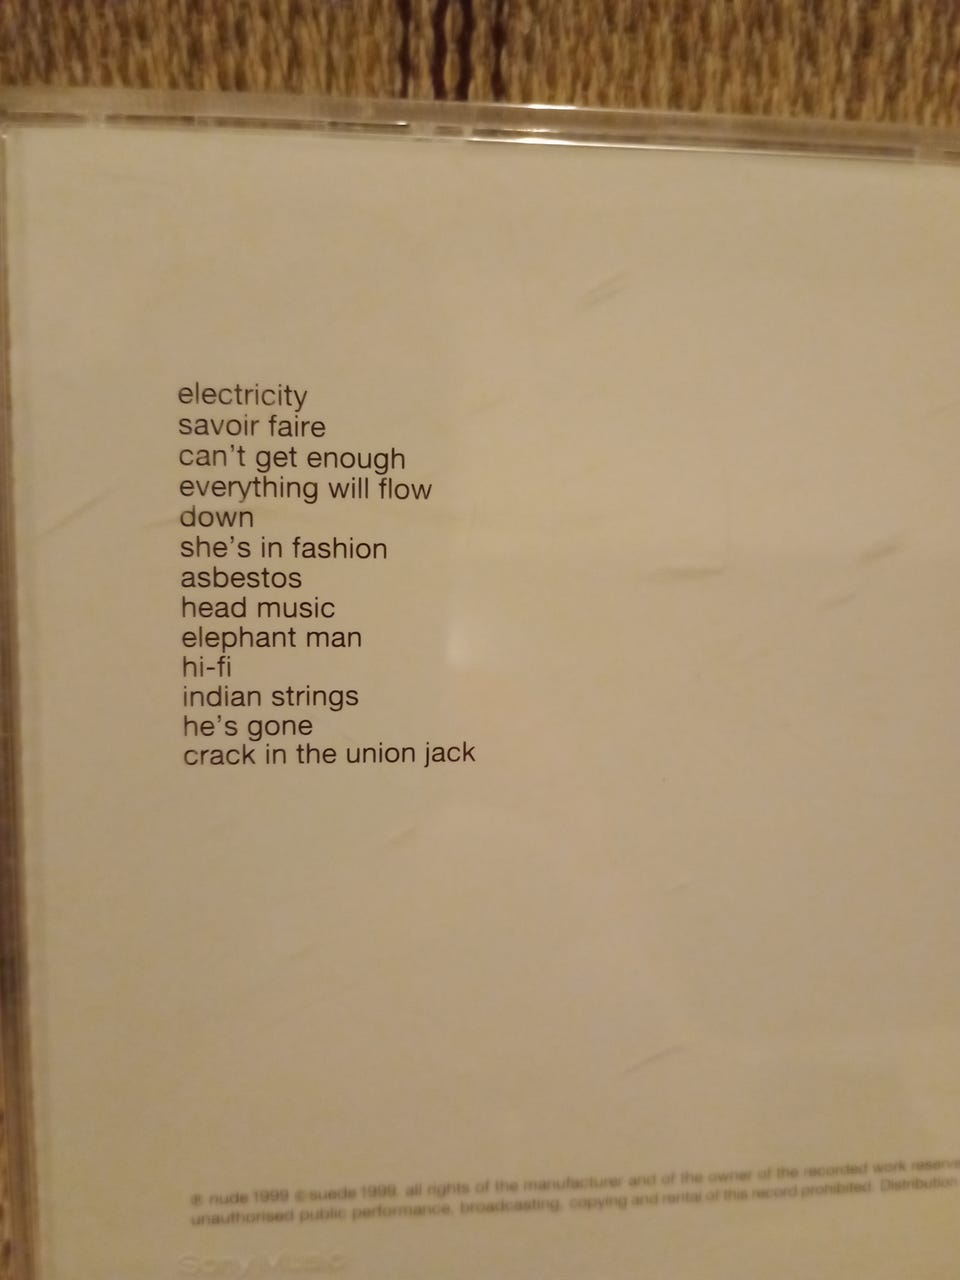 electricity
savoir faire
can't get enough
everything will flow
down
she's in fashion
asbestos
head music
elephant man
hi-fi
indian strings
he's gone
crack in the union jack
℗ nude 1999 © suede 1999. all rights of the manufacturer and of the owner of the recorded work
unauthorised public performance, broadcasting, copying and rental of this record prohibited. Distribution
Sony Music